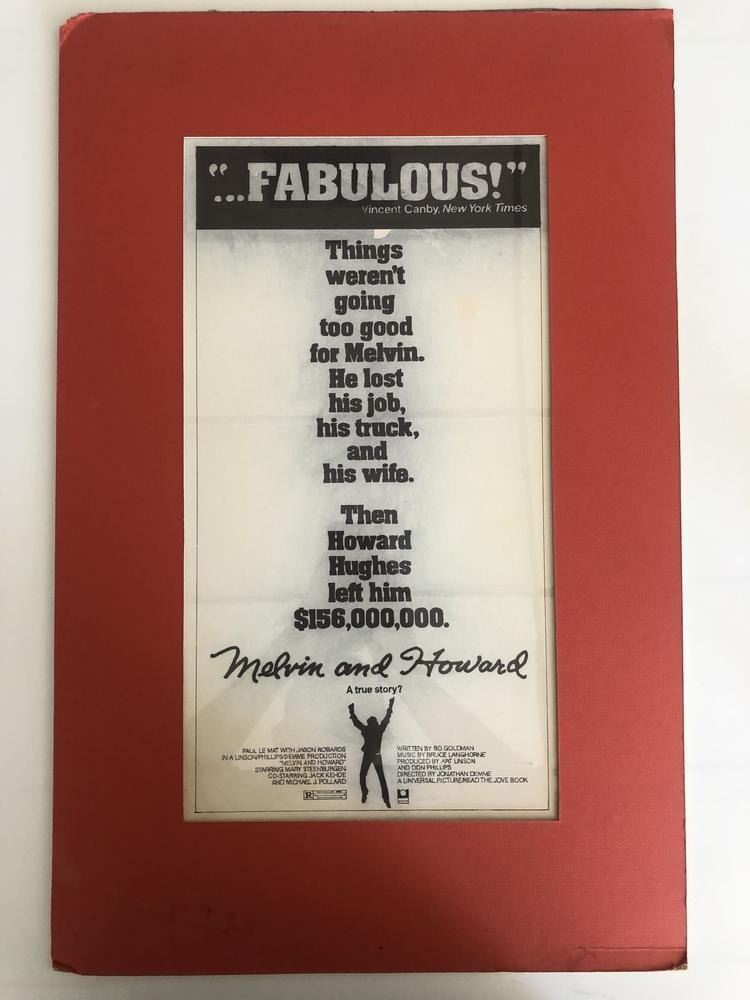 "...FABULOUS!"
Vincent Canby, New York Times
Things
weren't
going
too good
for Melvin.
He lost
his job,
his truck,
and
his wife.
Then
Howard
Hughes
left him
$156,000,000.
Melvin and Howard
A true story?
PAUL LE MAT WITH JASON ROBARDS
IN A LINSON/PHILLIPS/DEMME PRODUCTION
"MELVIN AND HOWARD"
STARRING MARY STEENBURGEN
CO-STARRING JACK KEHOE
AND MICHAEL J. POLLARD
WRITTEN BY BO GOLDMAN
MUSIC BY BRUCE LANGHORNE
PRODUCED BY ART LINSON
AND DON PHILLIPS
DIRECTED BY JONATHAN DEMME
A UNIVERSAL PICTURE/READ THE JOVE BOOK
R